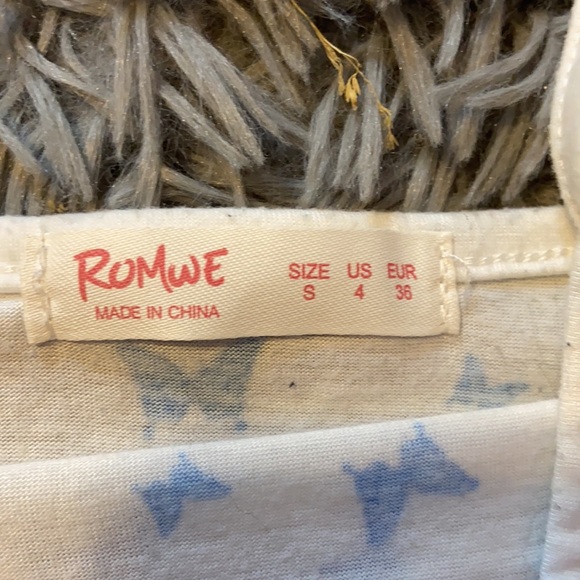 ROMWE
MADE IN CHINA
SIZE US EUR
S 4 36